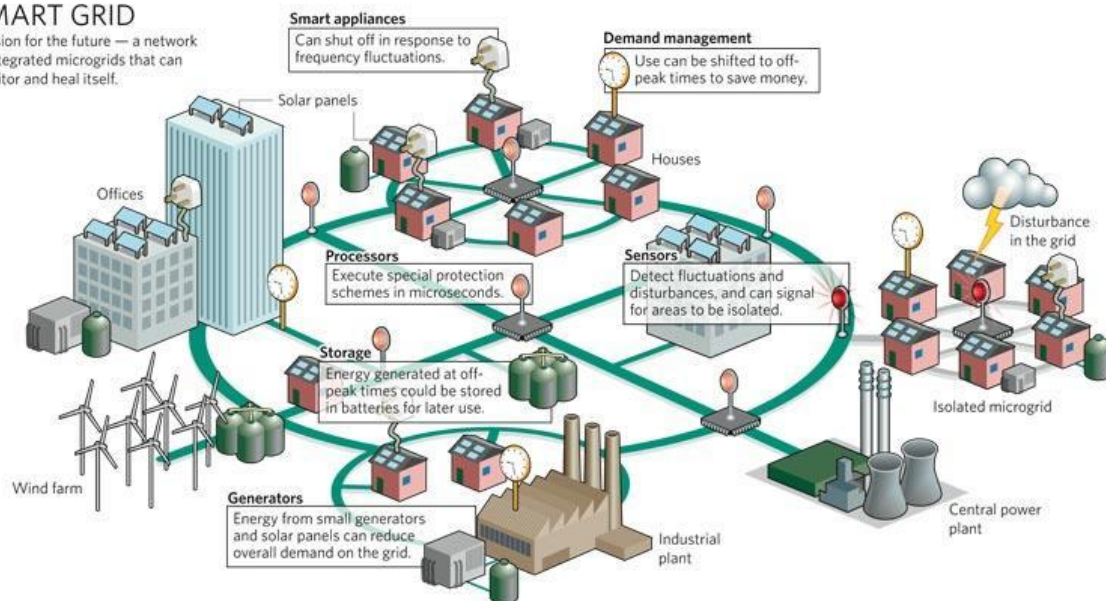 MART GRID
sion for the future — a network
tegrated microgrids that can
itor and heal itself.
Smart appliances
Can shut off in response to
frequency fluctuations.
Demand management
Use can be shifted to off-
peak times to save money.
Solar panels
Houses
Offices
Disturbance
in the grid
Processors
Execute special protection
schemes in microseconds.
Sensors
Detect fluctuations and
disturbances, and can signal
for areas to be isolated.
Storage
Energy generated at off-
peak times could be stored
in batteries for later use.
Isolated microgrid
Wind farm
Generators
Energy from small generators
and solar panels can reduce
overall demand on the grid.
Industrial
plant
Central power
plant